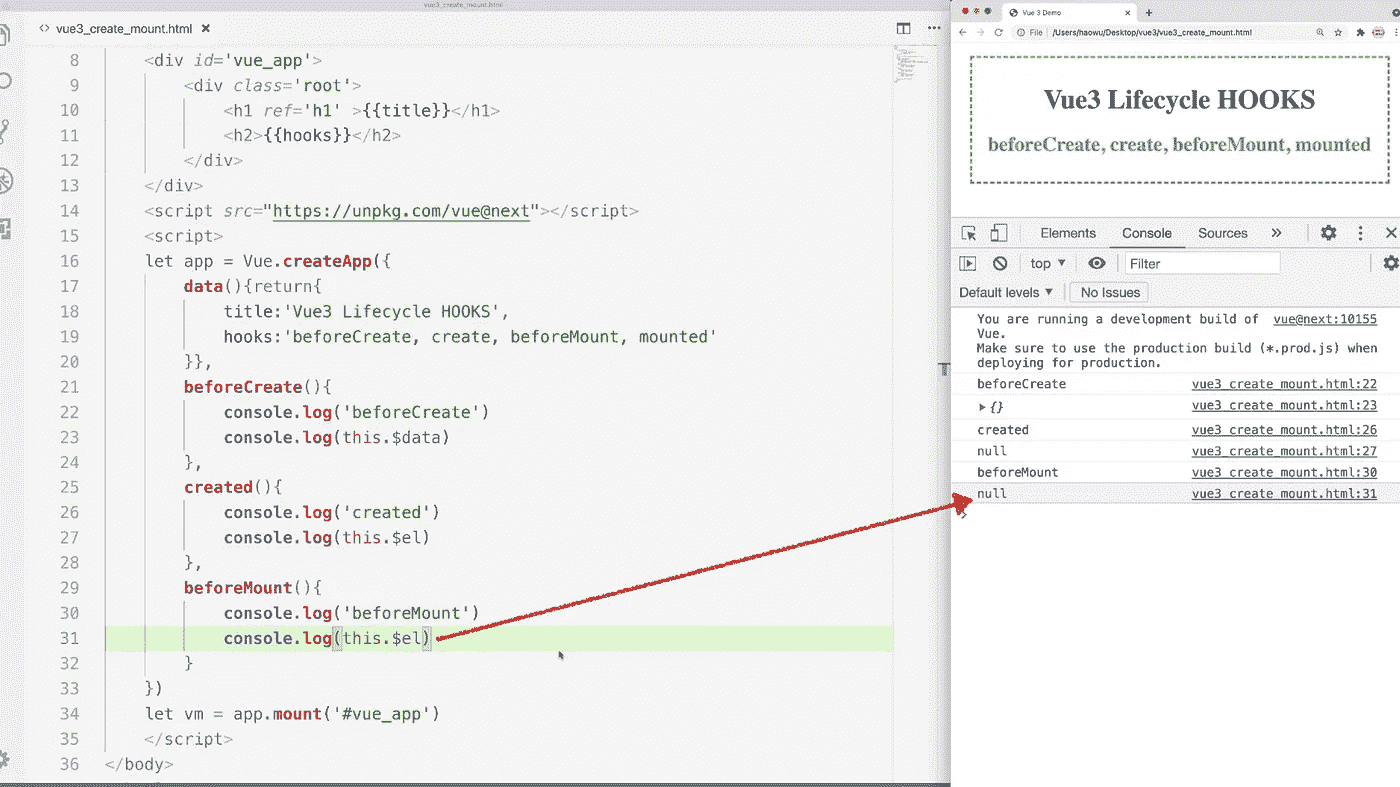 vue3_create_mount.html
<> vue3_create_mount.html ×
8 <div id='vue_app'>
9 <div class='root'>
10 <h1 ref='h1' >{{title}}</h1>
11 <h2>{{hooks}}</h2>
12 </div>
13 </div>
14 <script src="https://unpkg.com/vue@next"></script>
15 <script>
16 let app = Vue.createApp({
17 data(){return{
18 title:'Vue3 Lifecycle HOOKS',
19 hooks:'beforeCreate, create, beforeMount, mounted'
20 }},
21 beforeCreate(){
22 console.log('beforeCreate')
23 console.log(this.$data)
24 },
25 created(){
26 console.log('created')
27 console.log(this.$el)
28 },
29 beforeMount(){
30 console.log('beforeMount')
31 console.log(this.$el)
32 }
33 })
34 let vm = app.mount('#vue_app')
35 </script>
36 </body>
Vue 3 Demo
File /Users/haowu/Desktop/vue3/vue3_create_mount.html
Vue3 Lifecycle HOOKS
beforeCreate, create, beforeMount, mounted
Elements Console Sources »
top ▼ Filter
Default levels ▼ No Issues
You are running a development build of vue@next:10155
Vue.
Make sure to use the production build (*.prod.js) when
deploying for production.
beforeCreate vue3_create_mount.html:22
▶ {} vue3_create_mount.html:23
created vue3_create_mount.html:26
null vue3_create_mount.html:27
beforeMount vue3_create_mount.html:30
null vue3_create_mount.html:31